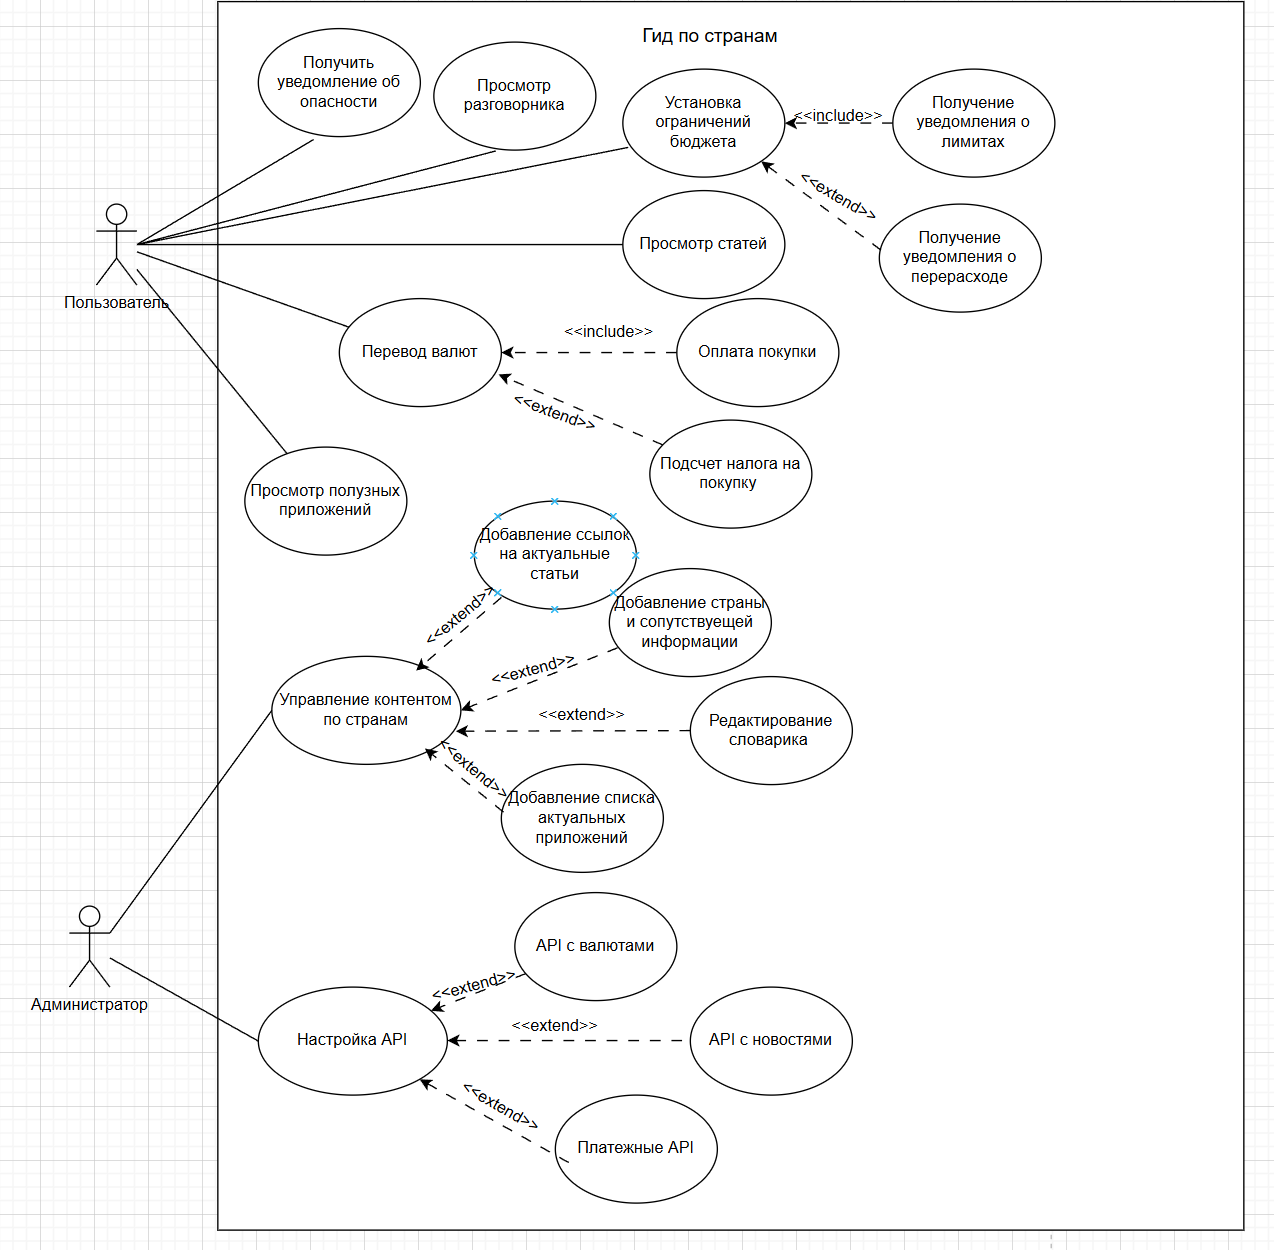 Гид по странам
Получить
уведомление об
опасности
Просмотр
разговорника
Установка
ограничений
бюджета
<<include>>
Получение
уведомления о
лимитах
<<extend>>
Получение
уведомления о
перерасходе
Просмотр статей
Пользователь
Перевод валют
<<include>>
Оплата покупки
<<extend>>
Подсчет налога на
покупку
Просмотр полузных
приложений
Добавление ссылок
на актуальные
статьи
<<extend>>
Добавление страны
и сопутствуещей
информации
<<extend>>
Управление контентом
по странам
<<extend>>
Редактирование
словарика
<<extend>>
Добавление списка
актуальных
приложений
Администратор
API с валютами
<<extend>>
Настройка API
<<extend>>
API с новостями
<<extend>>
Платежные API